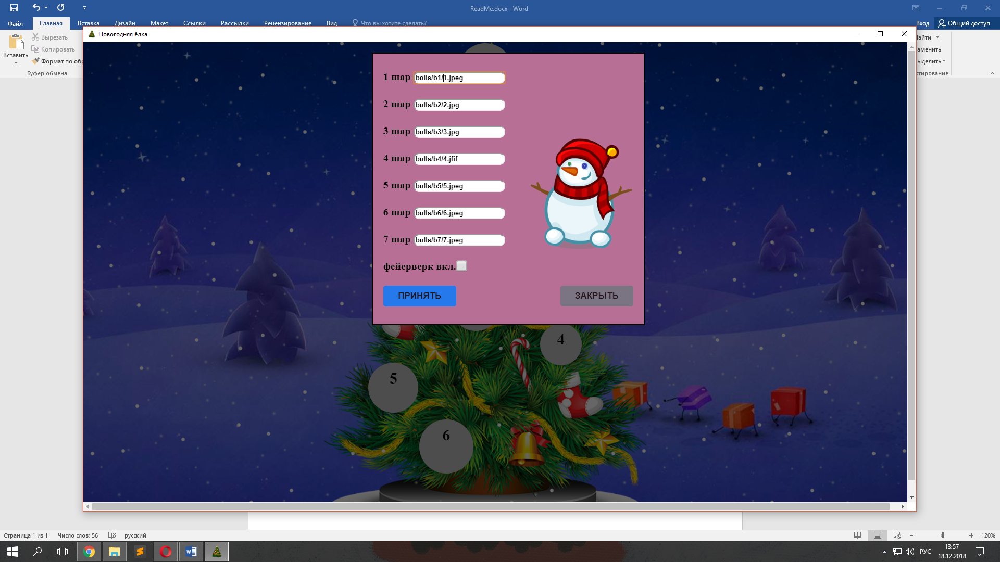 ReadMe.docx - Word
Файл Главная Вставка Дизайн Макет Ссылки Рассылки Рецензирование Вид Что вы хотите сделать? Вход Общий доступ
Новогодняя ёлка
Вырезать
Копировать
Вставить
Формат по обр
Буфер обмена
Найти
аменить
ыделить
ктирование
1 шар balls/b1/1.jpeg
2 шар balls/b2/2.jpg
3 шар balls/b3/3.jpg
4 шар balls/b4/4.jfif
5 шар balls/b5/5.jpeg
6 шар balls/b6/6.jpeg
7 шар balls/b7/7.jpeg
фейерверк вкл.
ПРИНЯТЬ ЗАКРЫТЬ
4
5
6
Страница 1 из 1 Число слов: 56 русский 120%
РУС 13:57
18.12.2018